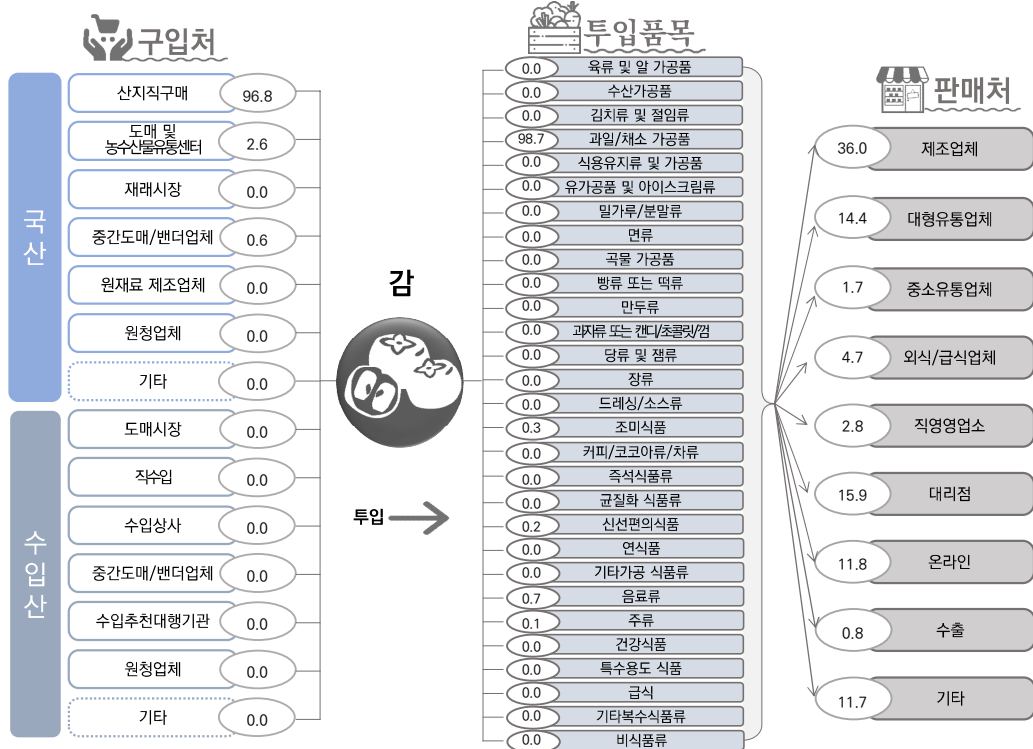 구입처
국산
산지직구매 96.8
도매 및
농수산물유통센터 2.6
재래시장 0.0
중간도매/밴더업체 0.6
원재료 제조업체 0.0
원청업체 0.0
기타 0.0
수입산
도매시장 0.0
직수입 0.0
수입상사 0.0
중간도매/밴더업체 0.0
수입추천대행기관 0.0
원청업체 0.0
기타 0.0
감
투입
투입품목
0.0 육류 및 알 가공품
0.0 수산가공품
0.0 김치류 및 절임류
98.7 과일/채소 가공품
0.0 식용유지류 및 가공품
0.0 유가공품 및 아이스크림류
0.0 밀가루/분말류
0.0 면류
0.0 곡물 가공품
0.0 빵류 또는 떡류
0.0 만두류
0.0 과자류 또는 캔디/초콜릿/껌
0.0 당류 및 잼류
0.0 장류
0.0 드레싱/소스류
0.3 조미식품
0.0 커피/코코아류/차류
0.0 즉석식품류
0.0 균질화 식품류
0.2 신선편의식품
0.0 연식품
0.0 기타가공 식품류
0.7 음료류
0.1 주류
0.0 건강식품
0.0 특수용도 식품
0.0 급식
0.0 기타복수식품류
0.0 비식품류
판매처
36.0 제조업체
14.4 대형유통업체
1.7 중소유통업체
4.7 외식/급식업체
2.8 직영영업소
15.9 대리점
11.8 온라인
0.8 수출
11.7 기타